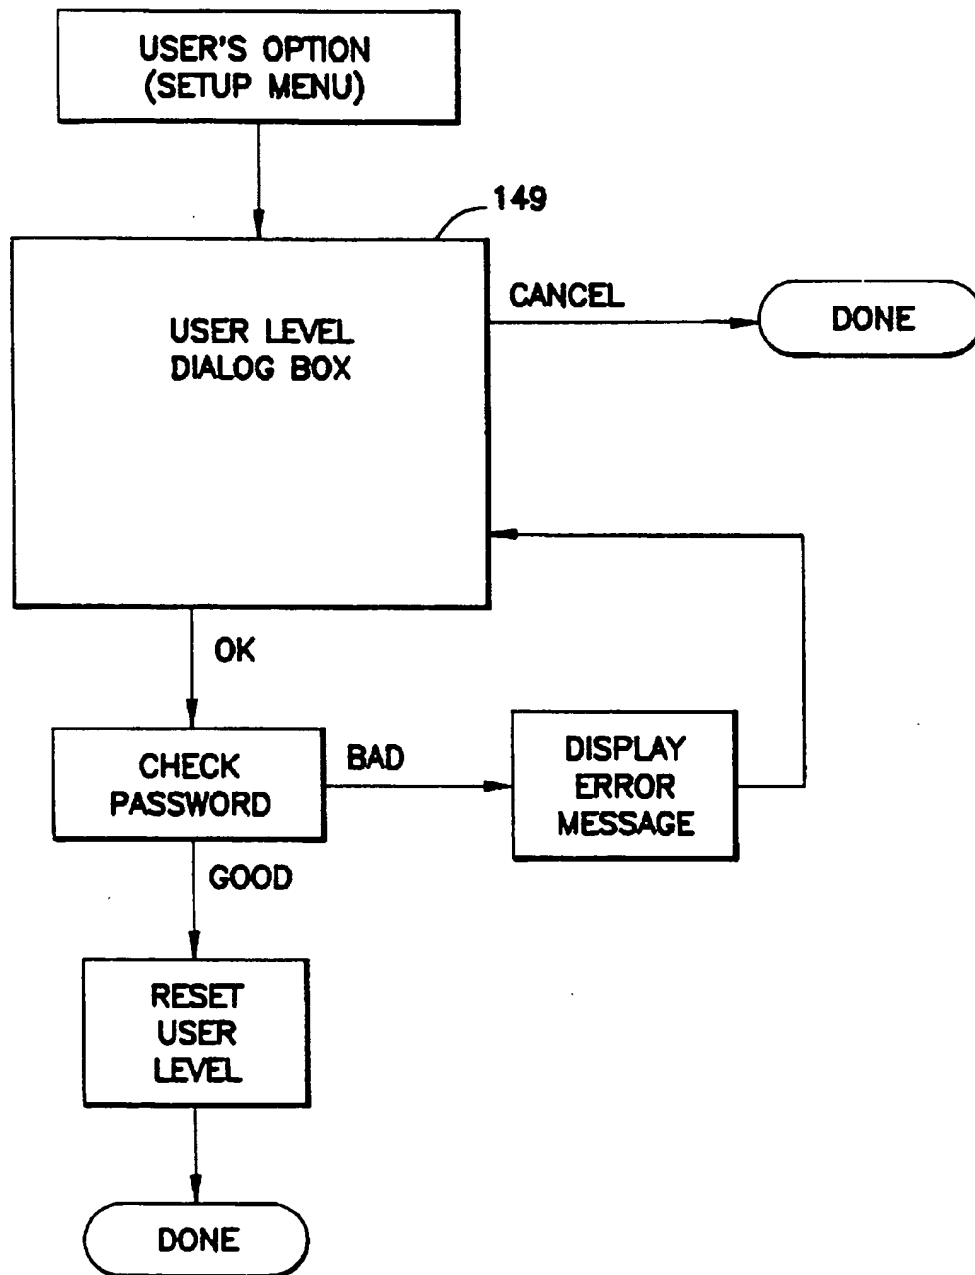 USER'S OPTION
(SETUP MENU)
149
USER LEVEL
DIALOG BOX
CANCEL
DONE
OK
CHECK
PASSWORD
BAD
DISPLAY
ERROR
MESSAGE
GOOD
RESET
USER
LEVEL
DONE